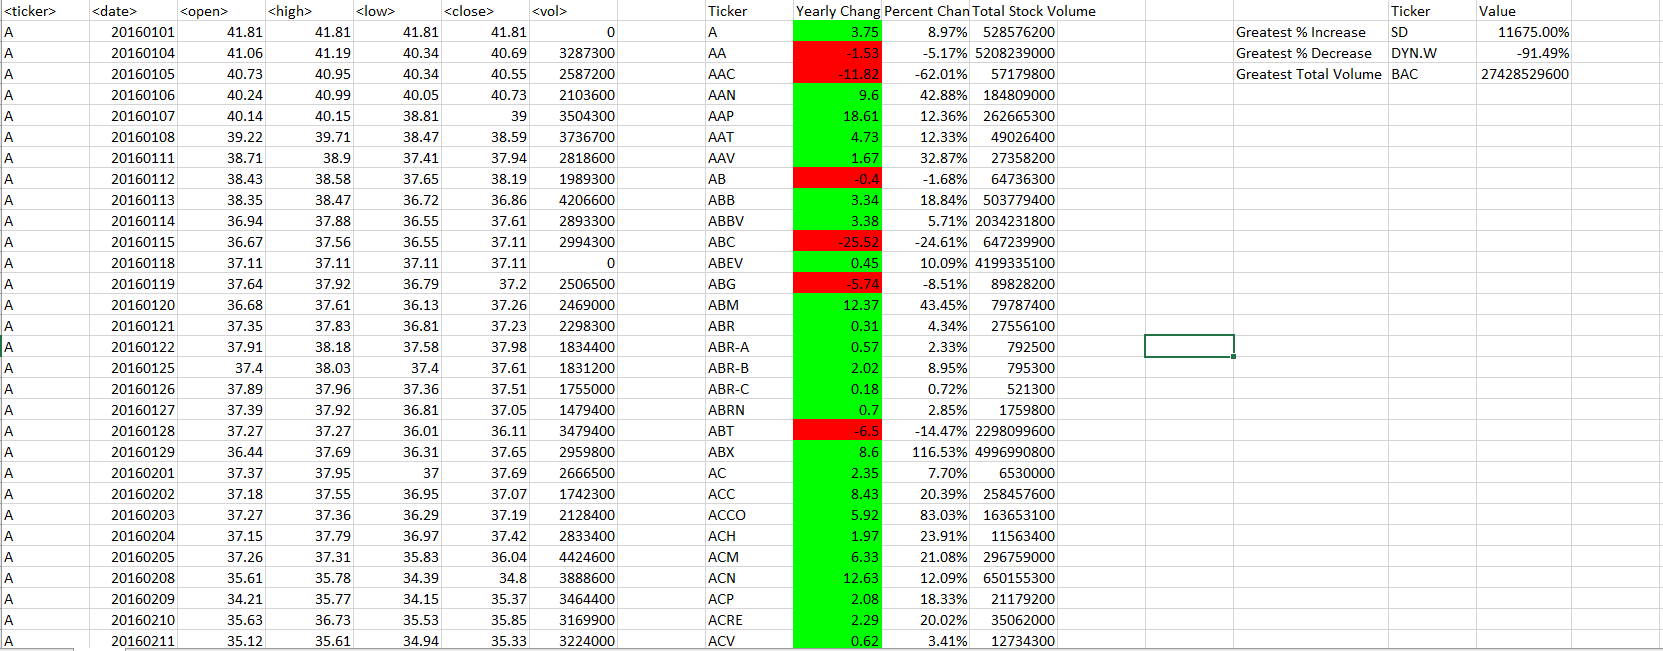 <ticker> <date> <open> <high> <low> <close> <vol> Ticker Yearly Chang Percent Chan Total Stock Volume Ticker Value
A 20160101 41.81 41.81 41.81 41.81 0 A 3.75 8.97% 528576200 Greatest % Increase SD 11675.00%
A 20160104 41.06 41.19 40.34 40.69 3287300 AA -1.53 -5.17% 5208239000 Greatest % Decrease DYN.W -91.49%
A 20160105 40.73 40.95 40.34 40.55 2587200 AAC -11.82 -62.01% 57179800 Greatest Total Volume BAC 27428529600
A 20160106 40.24 40.99 40.05 40.73 2103600 AAN 9.6 42.88% 184809000
A 20160107 40.14 40.15 38.81 39 3504300 AAP 18.61 12.36% 262665300
A 20160108 39.22 39.71 38.47 38.59 3736700 AAT 4.73 12.33% 49026400
A 20160111 38.71 38.9 37.41 37.94 2818600 AAV 1.67 32.87% 27358200
A 20160112 38.43 38.58 37.65 38.19 1989300 AB -0.4 -1.68% 64736300
A 20160113 38.35 38.47 36.72 36.86 4206600 ABB 3.34 18.84% 503779400
A 20160114 36.94 37.88 36.55 37.61 2893300 ABBV 3.38 5.71% 2034231800
A 20160115 36.67 37.56 36.55 37.11 2994300 ABC -25.52 -24.61% 647239900
A 20160118 37.11 37.11 37.11 37.11 0 ABEV 0.45 10.09% 4199335100
A 20160119 37.64 37.92 36.79 37.2 2506500 ABG -5.74 -8.51% 89828200
A 20160120 36.68 37.61 36.13 37.26 2469000 ABM 12.37 43.45% 79787400
A 20160121 37.35 37.83 36.81 37.23 2298300 ABR 0.31 4.34% 27556100
A 20160122 37.91 38.18 37.58 37.98 1834400 ABR-A 0.57 2.33% 792500
A 20160125 37.4 38.03 37.4 37.61 1831200 ABR-B 2.02 8.95% 795300
A 20160126 37.89 37.96 37.36 37.51 1755000 ABR-C 0.18 0.72% 521300
A 20160127 37.39 37.92 36.81 37.05 1479400 ABRN 0.7 2.85% 1759800
A 20160128 37.27 37.27 36.01 36.11 3479400 ABT -6.5 -14.47% 2298099600
A 20160129 36.44 37.69 36.31 37.65 2959800 ABX 8.6 116.53% 4996990800
A 20160201 37.37 37.95 37 37.69 2666500 AC 2.35 7.70% 6530000
A 20160202 37.18 37.55 36.95 37.07 1742300 ACC 8.43 20.39% 258457600
A 20160203 37.27 37.36 36.29 37.19 2128400 ACCO 5.92 83.03% 163653100
A 20160204 37.15 37.79 36.97 37.42 2833400 ACH 1.97 23.91% 11563400
A 20160205 37.26 37.31 35.83 36.04 4424600 ACM 6.33 21.08% 296759000
A 20160208 35.61 35.78 34.39 34.8 3888600 ACN 12.63 12.09% 650155300
A 20160209 34.21 35.77 34.15 35.37 3464400 ACP 2.08 18.33% 21179200
A 20160210 35.63 36.73 35.53 35.85 3169900 ACRE 2.29 20.02% 35062000
A 20160211 35.12 35.61 34.94 35.33 3224000 ACV 0.62 3.41% 12734300